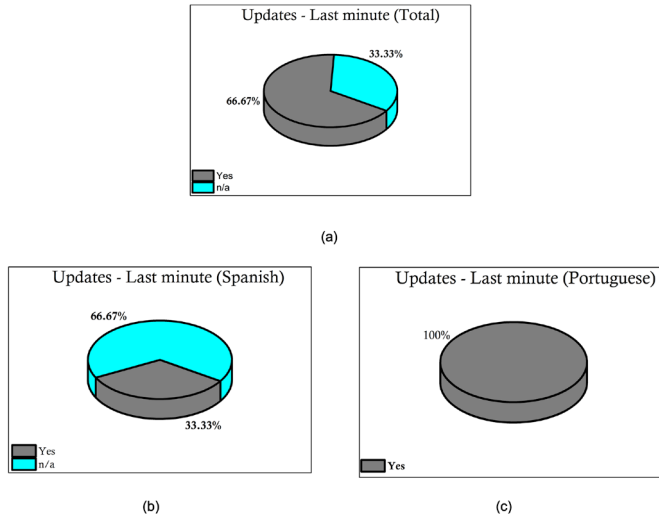 Updates - Last minute (Total)
33.33%
66.67%
Yes
n/a
(a)
Updates - Last minute (Spanish)
66.67%
33.33%
Yes
n/a
(b)
Updates - Last minute (Portuguese)
100%
Yes
(c)